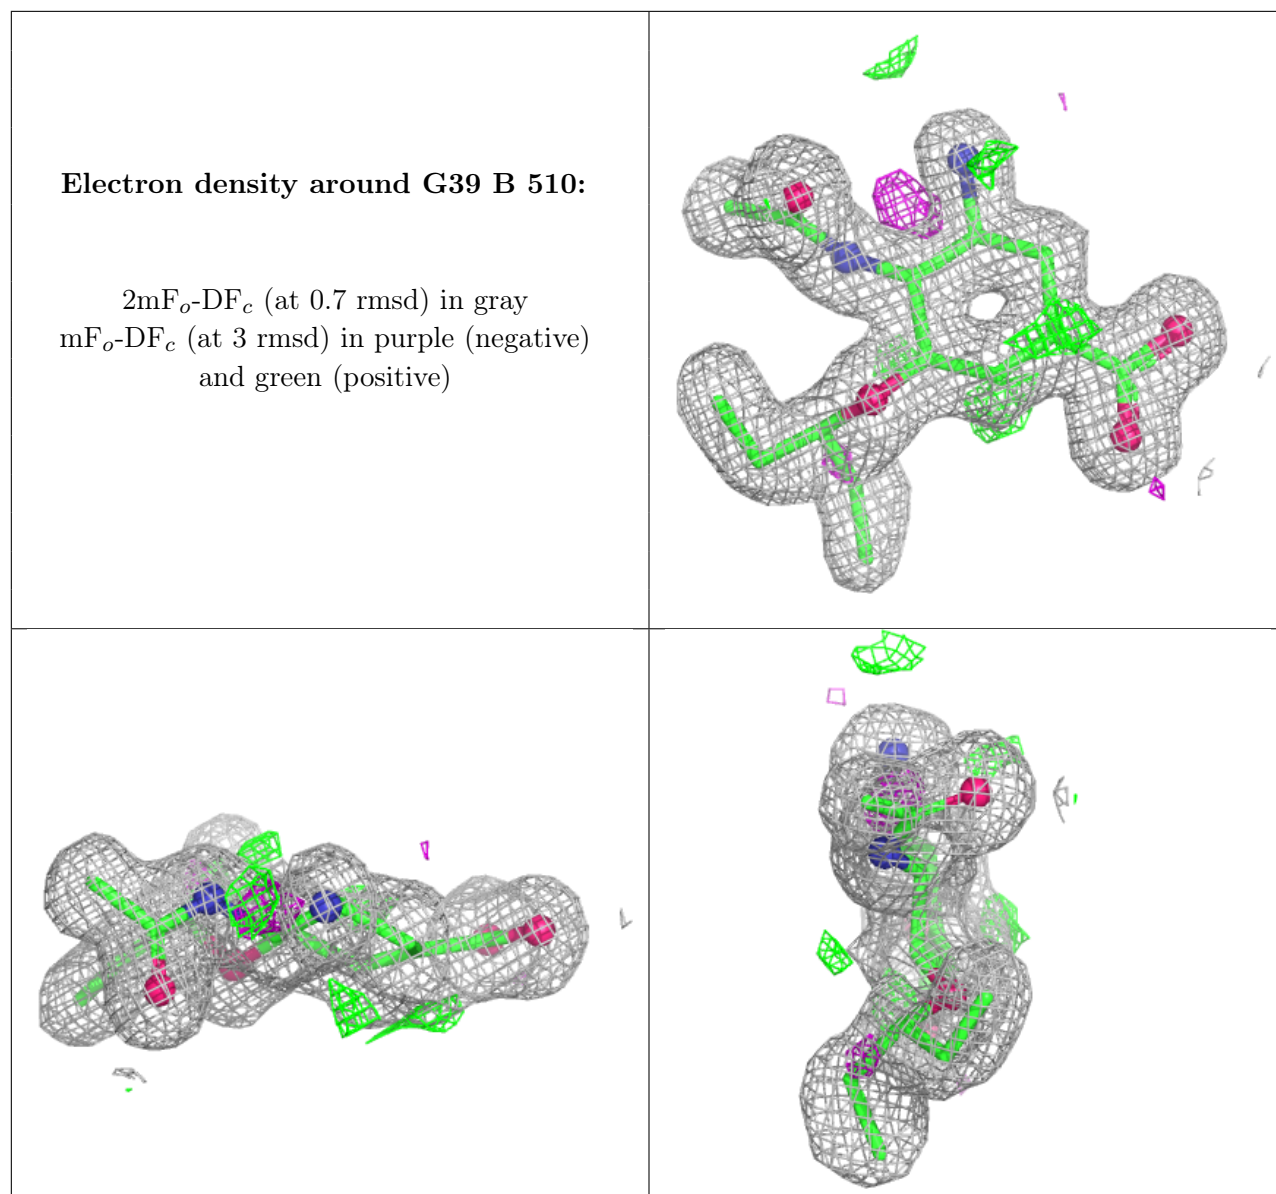 Electron density around G39 B 510:
2mFo-DFc (at 0.7 rmsd) in gray
mFo-DFc (at 3 rmsd) in purple (negative)
and green (positive)